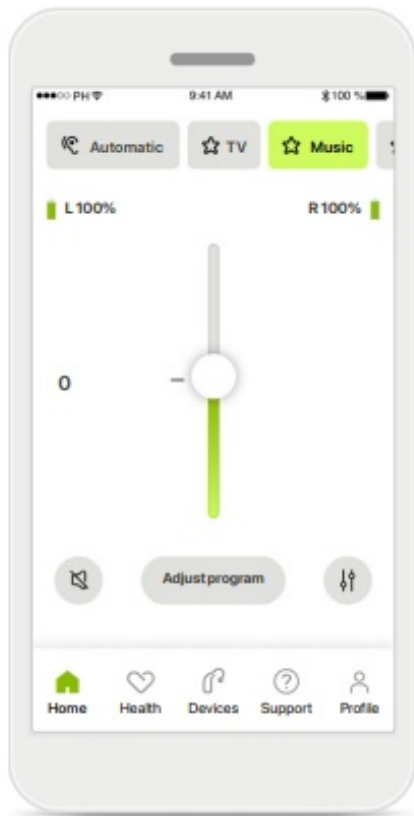 PH 9:41 AM 100 %
Automatic TV Music
L 100% R 100%
0
Adjust program
Home Health Devices Support Profile